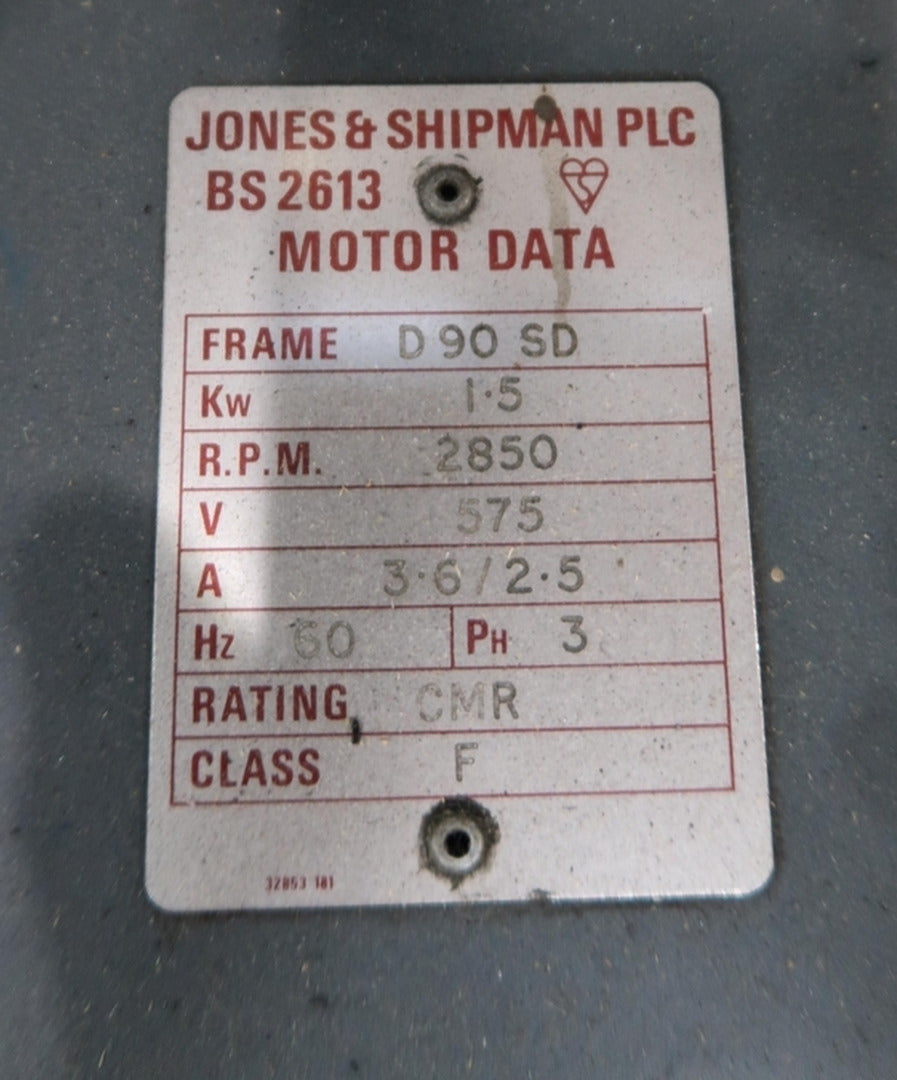 JONES & SHIPMAN PLC
BS 2613
MOTOR DATA
FRAME D 90 SD
KW 1·5
R.P.M. 2850
V 575
A 3·6/2·5
HZ 60 PH 3
RATING CMR
CLASS F
32853 181